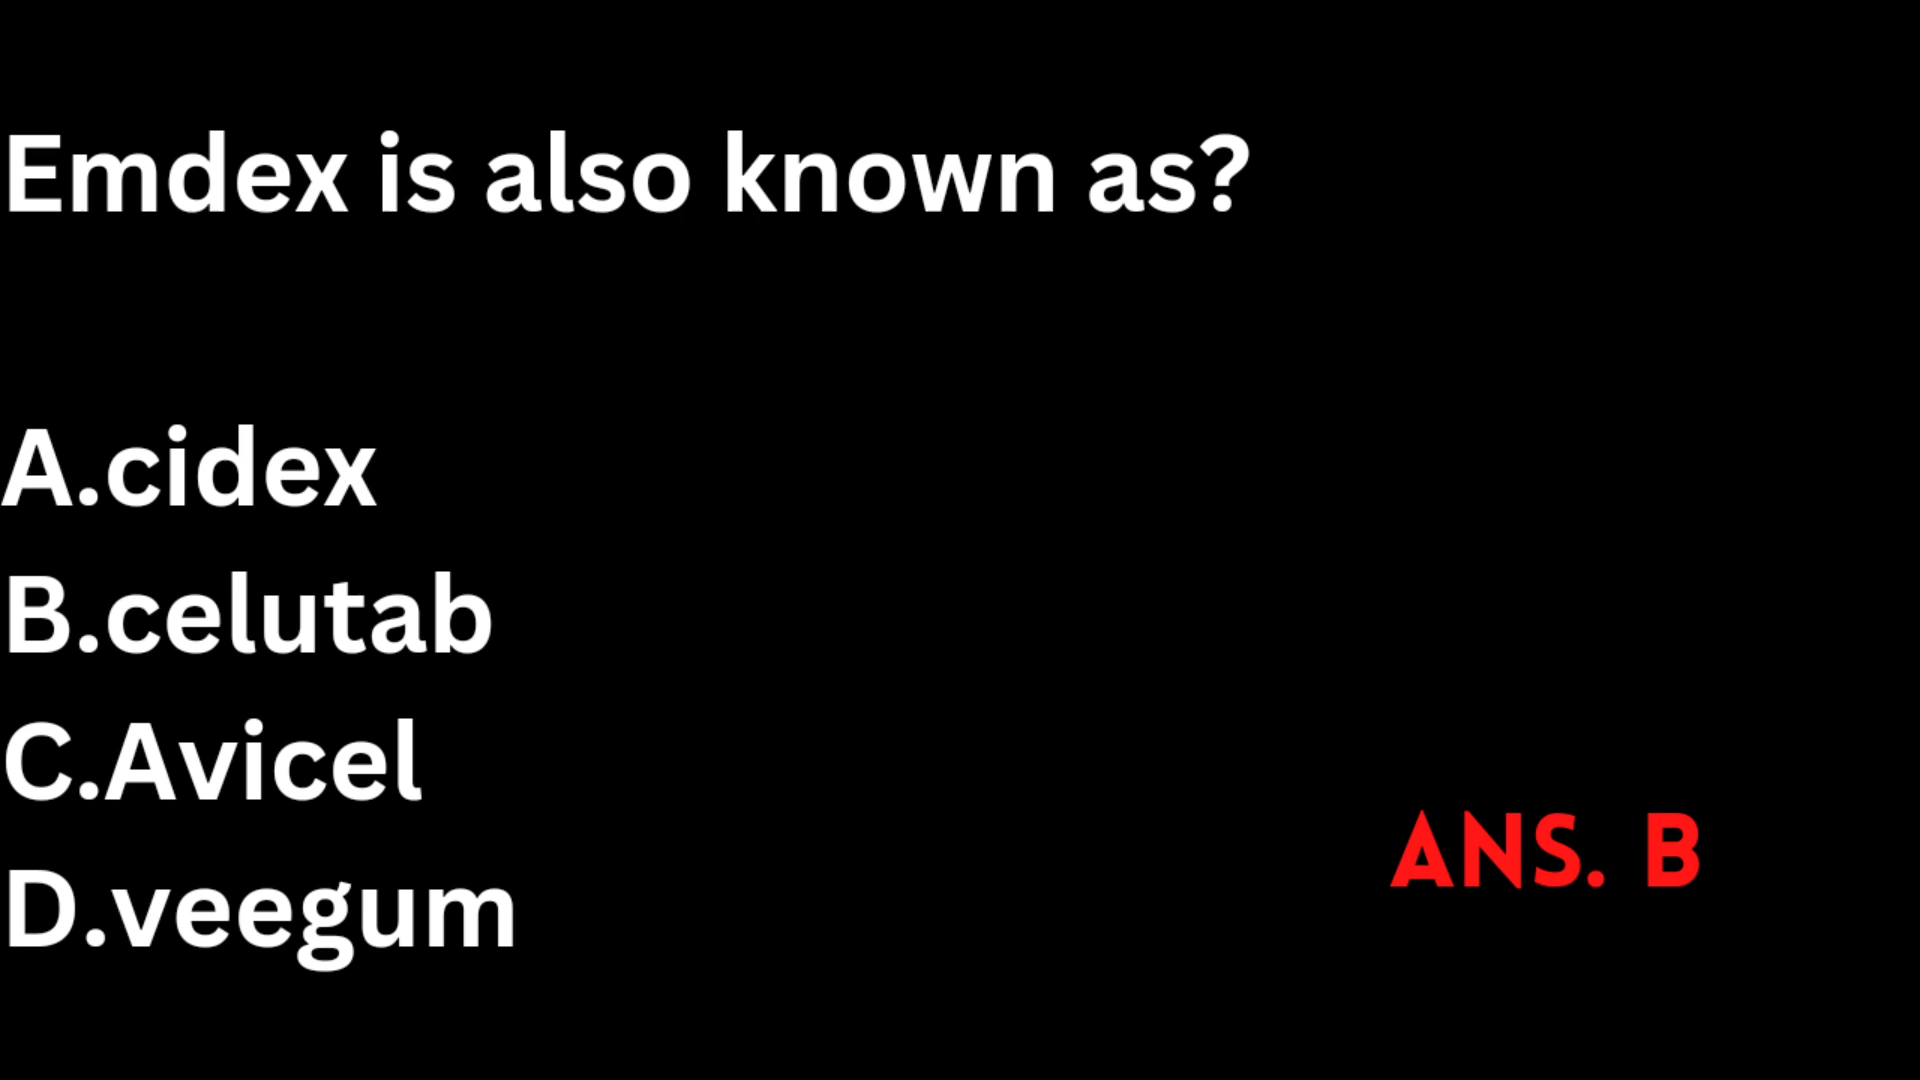 Emdex is also known as?
A.cidex
B.celutab
C.Avicel
D.veegum
ANS. B